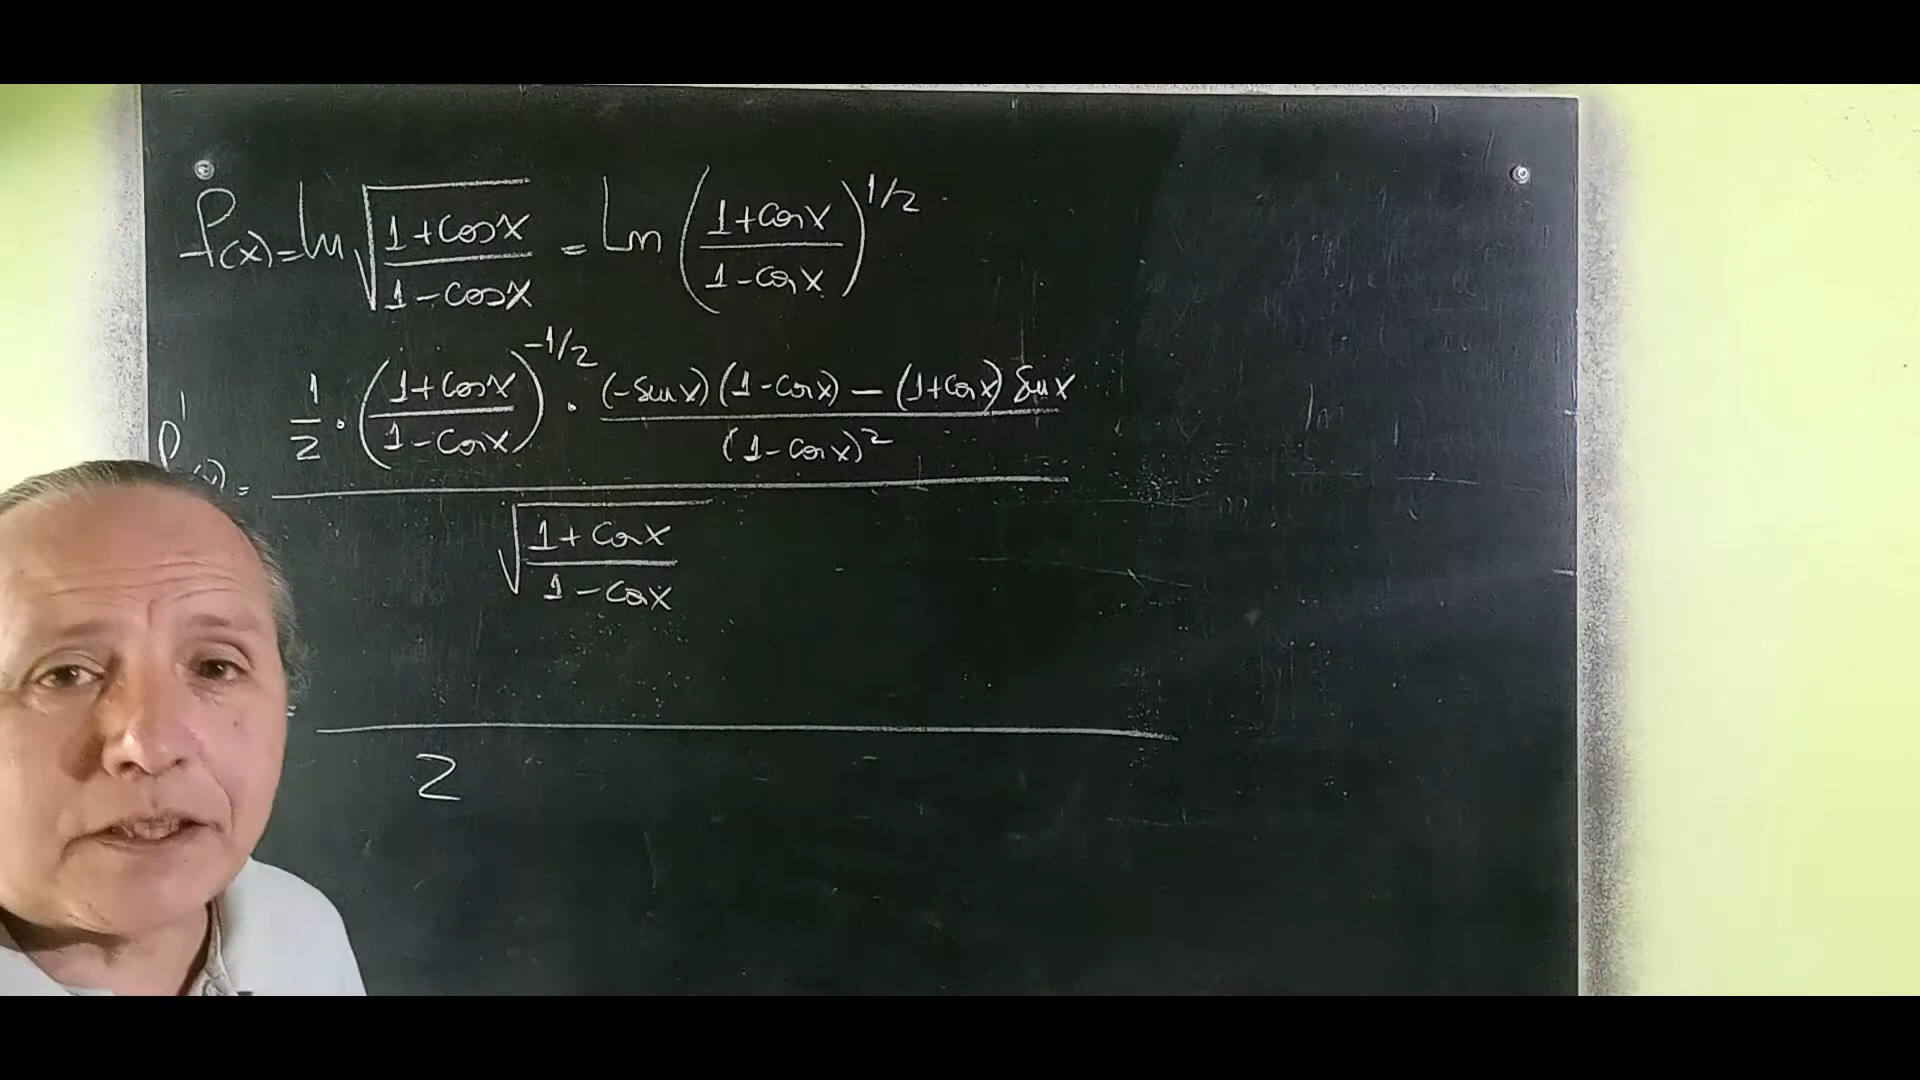 f(x) = ln √((1+cosx)/(1-cosx)) = Ln ((1+cosx)/(1-cosx))^1/2
f'(x) = (1/2 · ((1+cosx)/(1-cosx))^-1/2 · ((-senx)(1-cosx) - (1+cosx) senx)/(1-cosx)^2)
√((1+cosx)/(1-cosx))
=
2